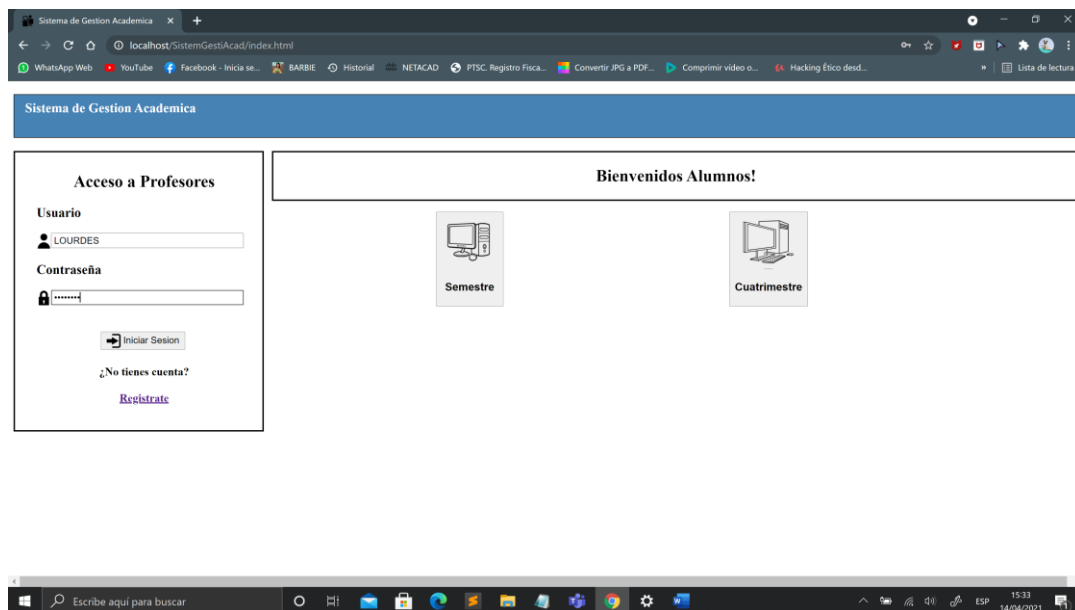 Sistema de Gestion Academica
localhost/SistemGestiAcad/index.html
WhatsApp Web YouTube Facebook - Inicia se... BARBIE Historial NETACAD PTSC. Registro Fisca... Convertir JPG a PDF... Comprimir vídeo o... Hacking Ético desd... » Lista de lectura
Sistema de Gestion Academica
Acceso a Profesores
Usuario
LOURDES
Contraseña
Iniciar Sesion
¿No tienes cuenta?
Registrate
Bienvenidos Alumnos!
Semestre
Cuatrimestre
Escribe aquí para buscar
ESP
15:33
14/04/2021